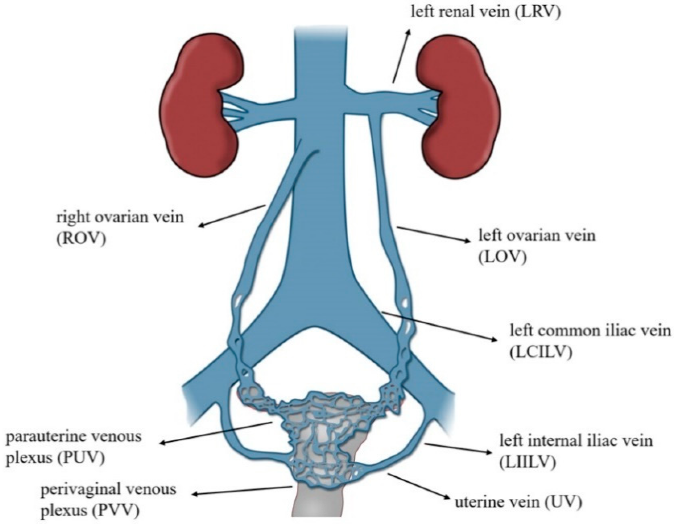 left renal vein (LRV)
right ovarian vein
(ROV)
left ovarian vein
(LOV)
left common iliac vein
(LCILV)
parauterine venous
plexus (PUV)
left internal iliac vein
(LIILV)
perivaginal venous
plexus (PVV)
uterine vein (UV)